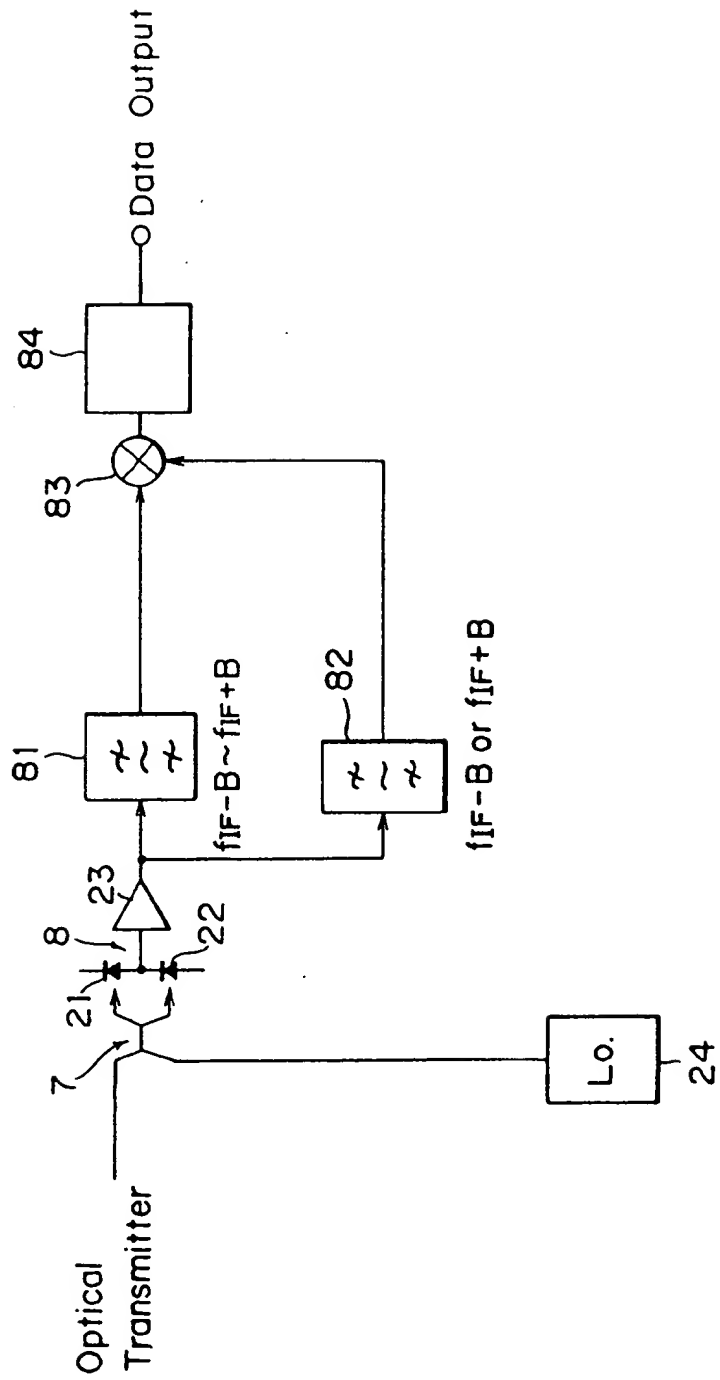 Optical
Transmitter
7
21
8
22
23
81
fIF-B~fIF+B
82
fIF-B or fIF+B
83
84
Data Output
Lo.
24